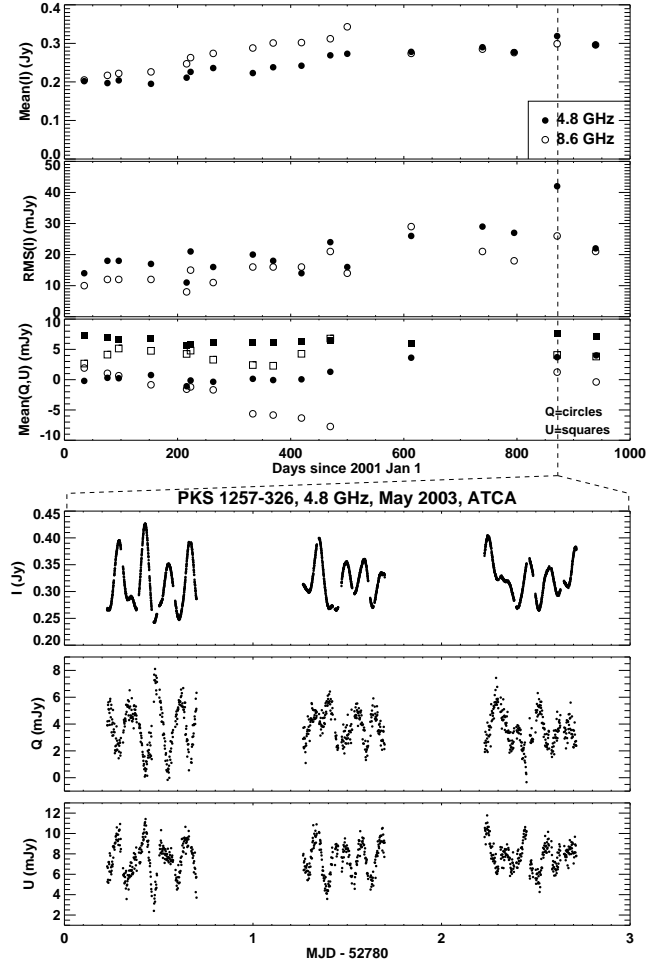 0.4
0.3
0.2
0.1
0.0
Mean(I) (Jy)
4.8 GHz
8.6 GHz
50
40
30
20
10
0
RMS(I) (mJy)
10
5
0
-5
-10
Mean(Q,U) (mJy)
Q=circles
U=squares
0 200 400 600 800 1000
Days since 2001 Jan 1
PKS 1257-326, 4.8 GHz, May 2003, ATCA
0.45
0.40
0.35
0.30
0.25
0.20
I (Jy)
8
6
4
2
0
Q (mJy)
12
10
8
6
4
2
U (mJy)
0 1 2 3
MJD - 52780